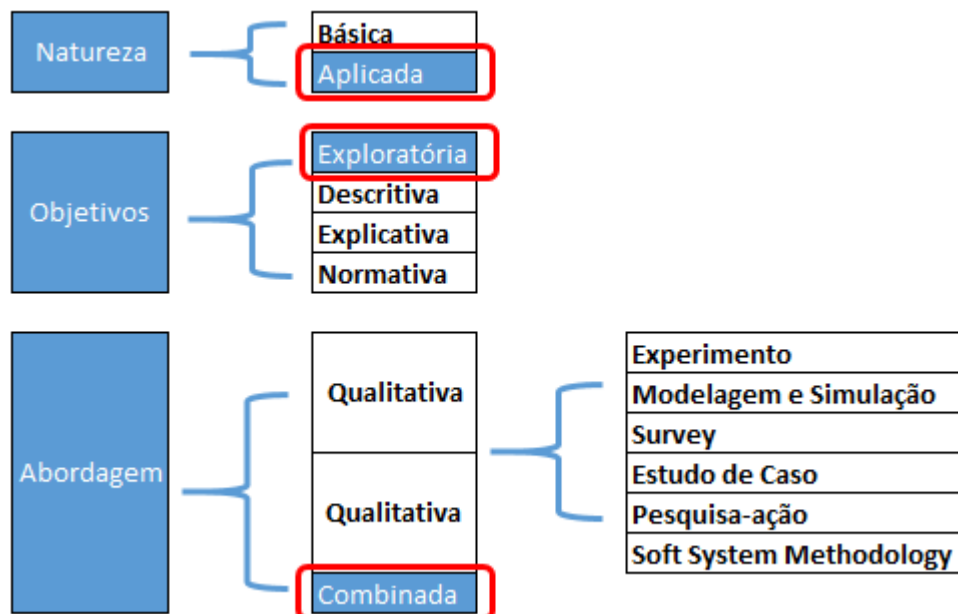 Natureza
Básica
Aplicada
Objetivos
Exploratória
Descritiva
Explicativa
Normativa
Abordagem
Qualitativa
Qualitativa
Combinada
Experimento
Modelagem e Simulação
Survey
Estudo de Caso
Pesquisa-ação
Soft System Methodology